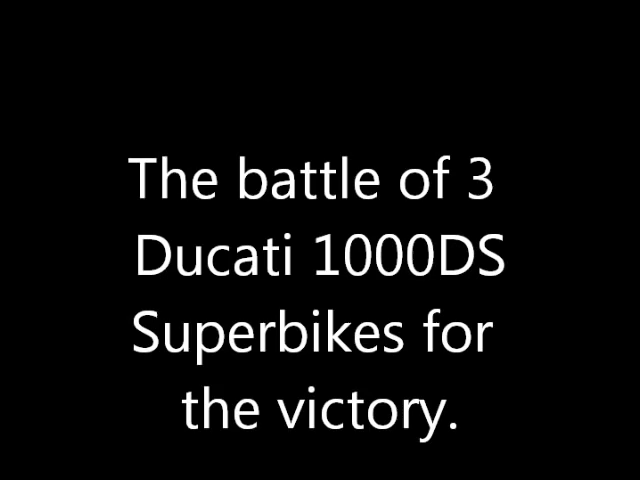 The battle of 3
Ducati 1000DS
Superbikes for
the victory.